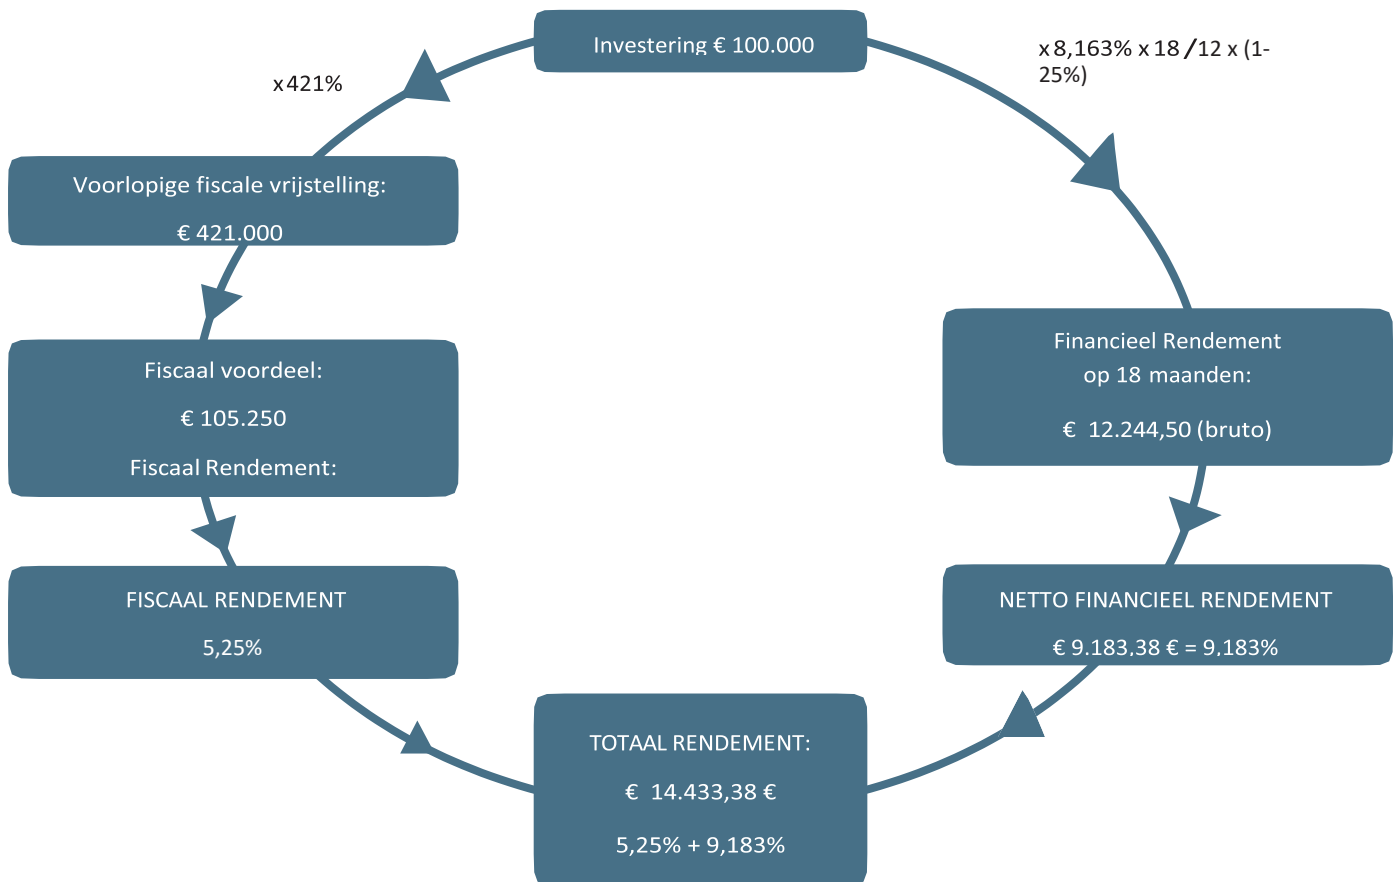 Investering € 100.000
x 8,163% x 18 /12 x (1-
25%)
x 421%
Voorlopige fiscale vrijstelling:
€ 421.000
Fiscaal voordeel:
€ 105.250
Fiscaal Rendement:
Financieel Rendement
op 18 maanden:
€ 12.244,50 (bruto)
FISCAAL RENDEMENT
5,25%
NETTO FINANCIEEL RENDEMENT
€ 9.183,38 € = 9,183%
TOTAAL RENDEMENT:
€ 14.433,38 €
5,25% + 9,183%